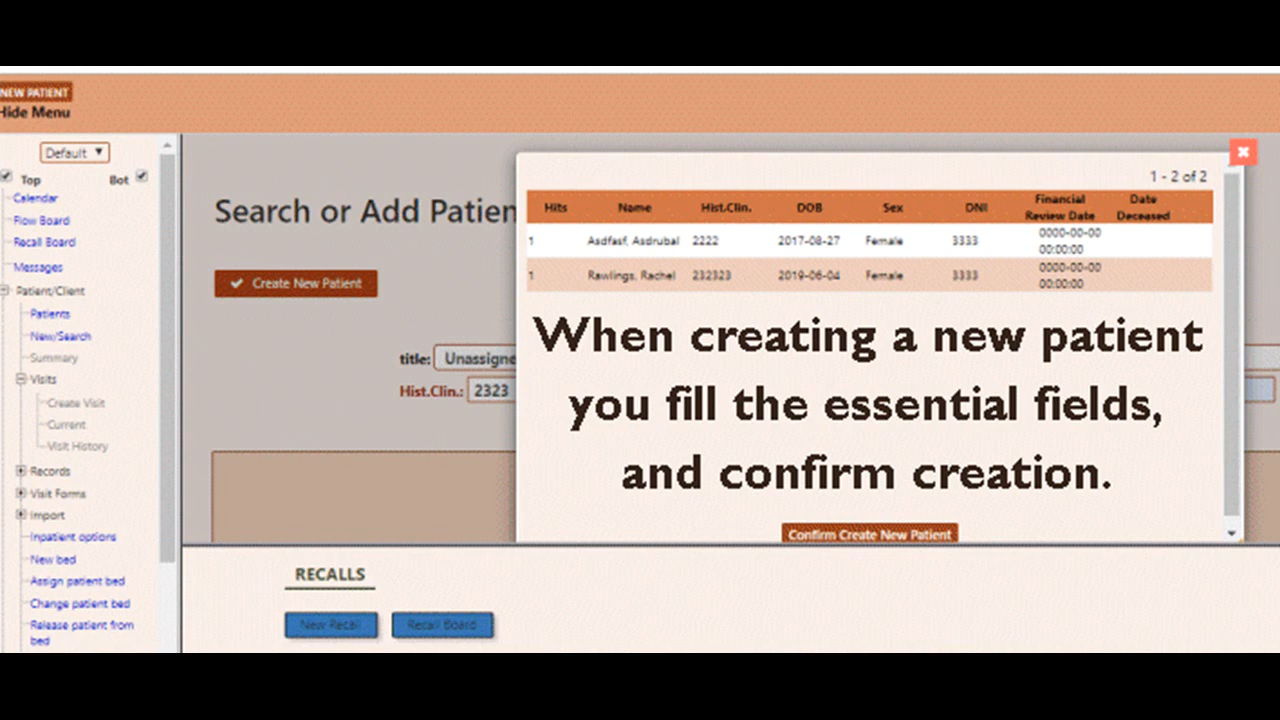 NEW PATIENT
Hide Menu
Default ▼
Top Bot
Calendar
Flow Board
Recall Board
Messages
Patient/Client
Patients
New/Search
Summary
Visits
Create Visit
Current
Visit History
Records
Visit Forms
Import
Inpatient options
New bed
Assign patient bed
Change patient bed
Release patient from
bed
Search or Add Patien
Create New Patient
title: Unassigne
Hist.Clin.: 2323
1 - 2 of 2
Hits Name Hist.Clin. DOB Sex DNI Financial Review Date Date Deceased
1 Asdfasf, Asdrubal 2222 2017-08-27 Female 3333 0000-00-00 00:00:00
1 Rawlings, Rachel 232323 2019-06-04 Female 3333 0000-00-00 00:00:00
When creating a new patient
you fill the essential fields,
and confirm creation.
Confirm Create New Patient
RECALLS
New Recall Recall Board